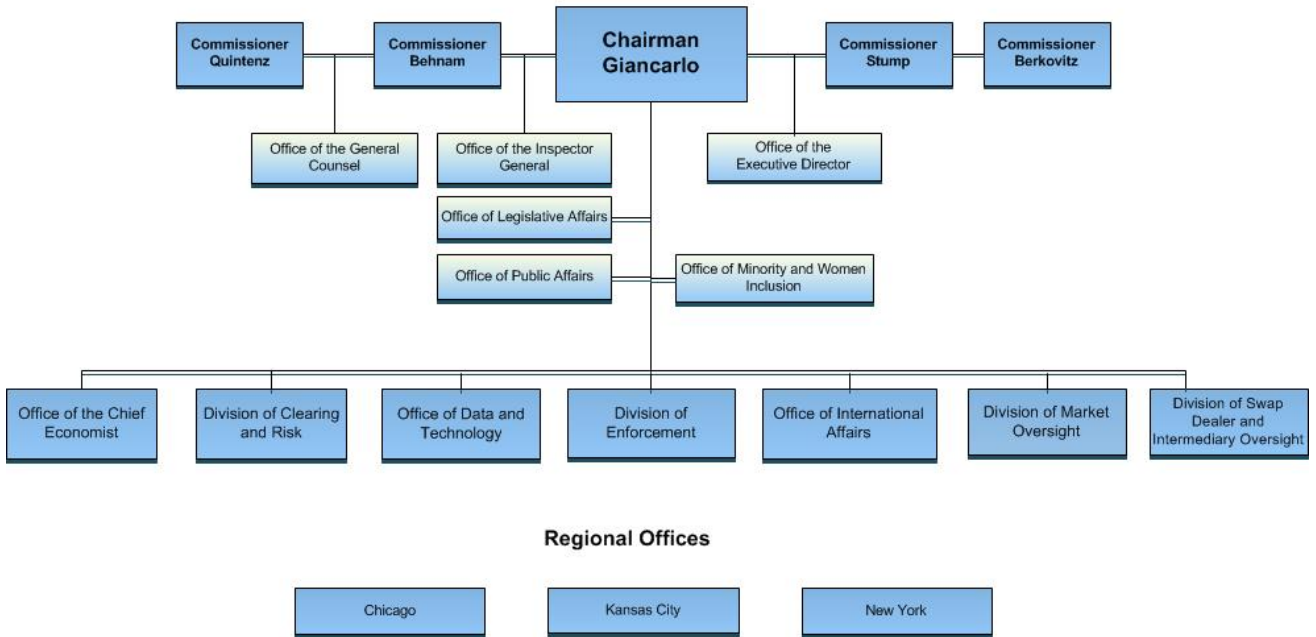 Commissioner
Quintenz
Commissioner
Behnam
Chairman
Giancarlo
Commissioner
Stump
Commissioner
Berkovitz
Office of the General
Counsel
Office of the Inspector
General
Office of the
Executive Director
Office of Legislative Affairs
Office of Public Affairs
Office of Minority and Women
Inclusion
Office of the Chief
Economist
Division of Clearing
and Risk
Office of Data and
Technology
Division of
Enforcement
Office of International
Affairs
Division of Market
Oversight
Division of Swap
Dealer and
Intermediary Oversight
Regional Offices
Chicago
Kansas City
New York